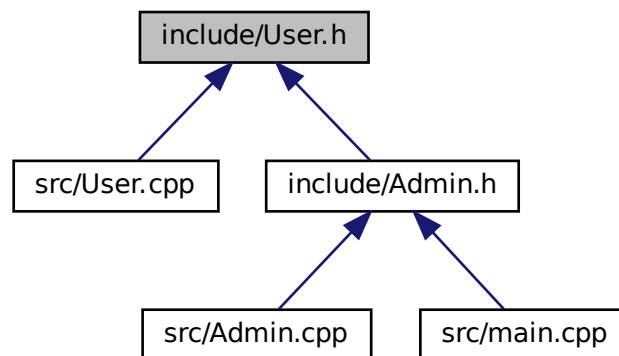 include/User.h
src/User.cpp
include/Admin.h
src/Admin.cpp
src/main.cpp